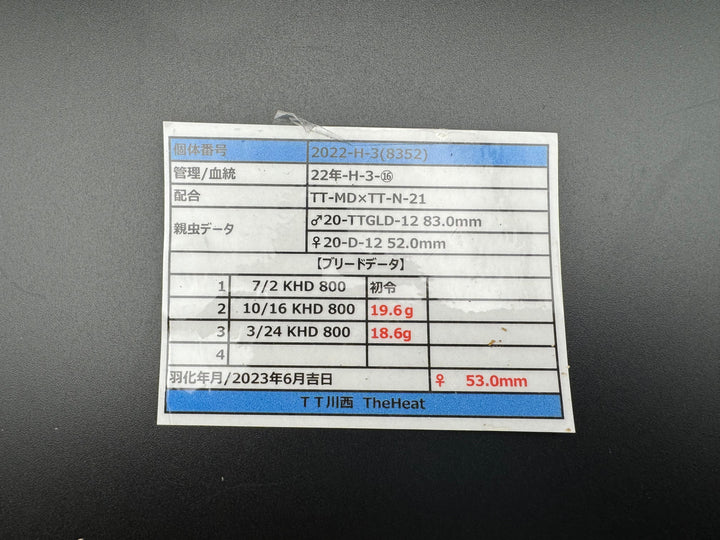 個体番号 2022-H-3(8352)
管理/血統 22年-H-3-⑯
配合 TT-MD×TT-N-21
親虫データ ♂20-TTGLD-12 83.0mm
♀20-D-12 52.0mm
【ブリードデータ】
1 7/2 KHD 800 初令
2 10/16 KHD 800 19.6g
3 3/24 KHD 800 18.6g
4
羽化年月/2023年6月吉日 ♀ 53.0mm
ＴＴ川西 TheHeat